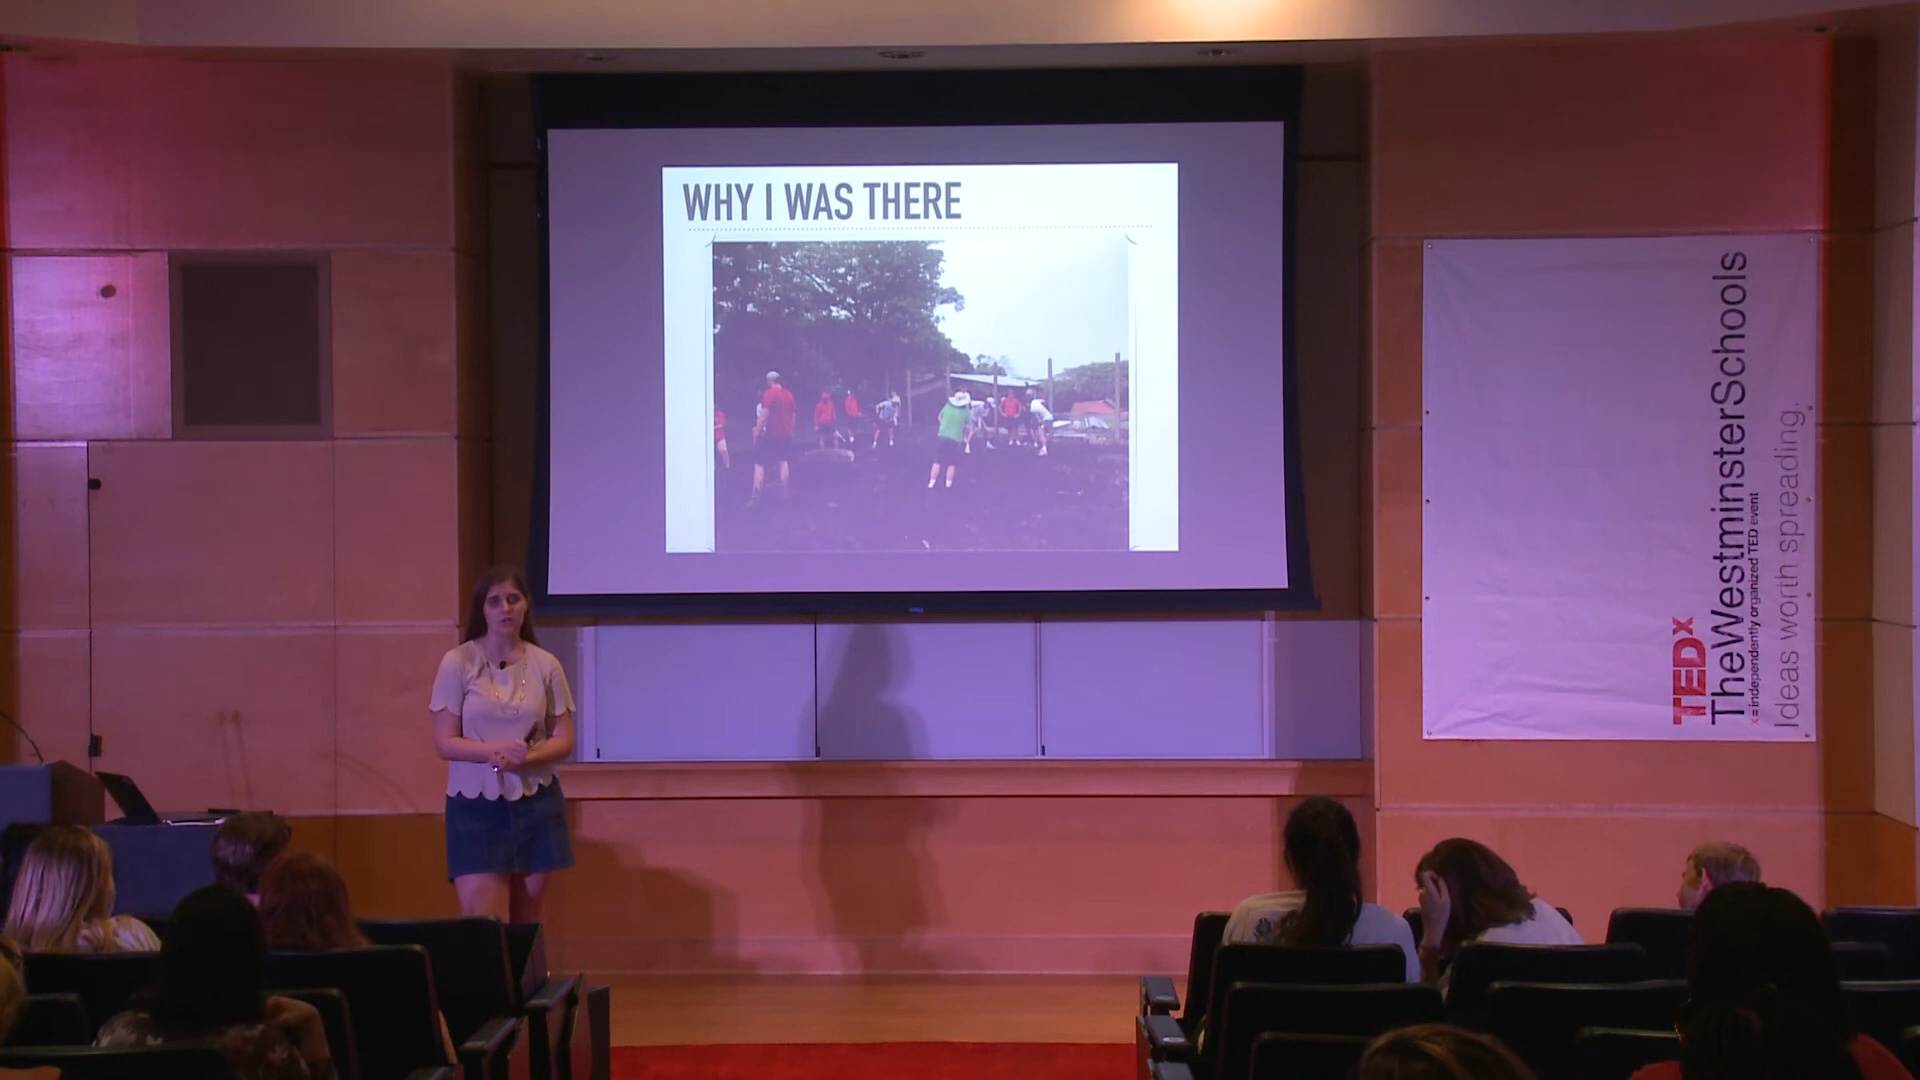 WHY I WAS THERE
TEDx
TheWestminsterSchools
x = independently organized TED event
Ideas worth spreading.